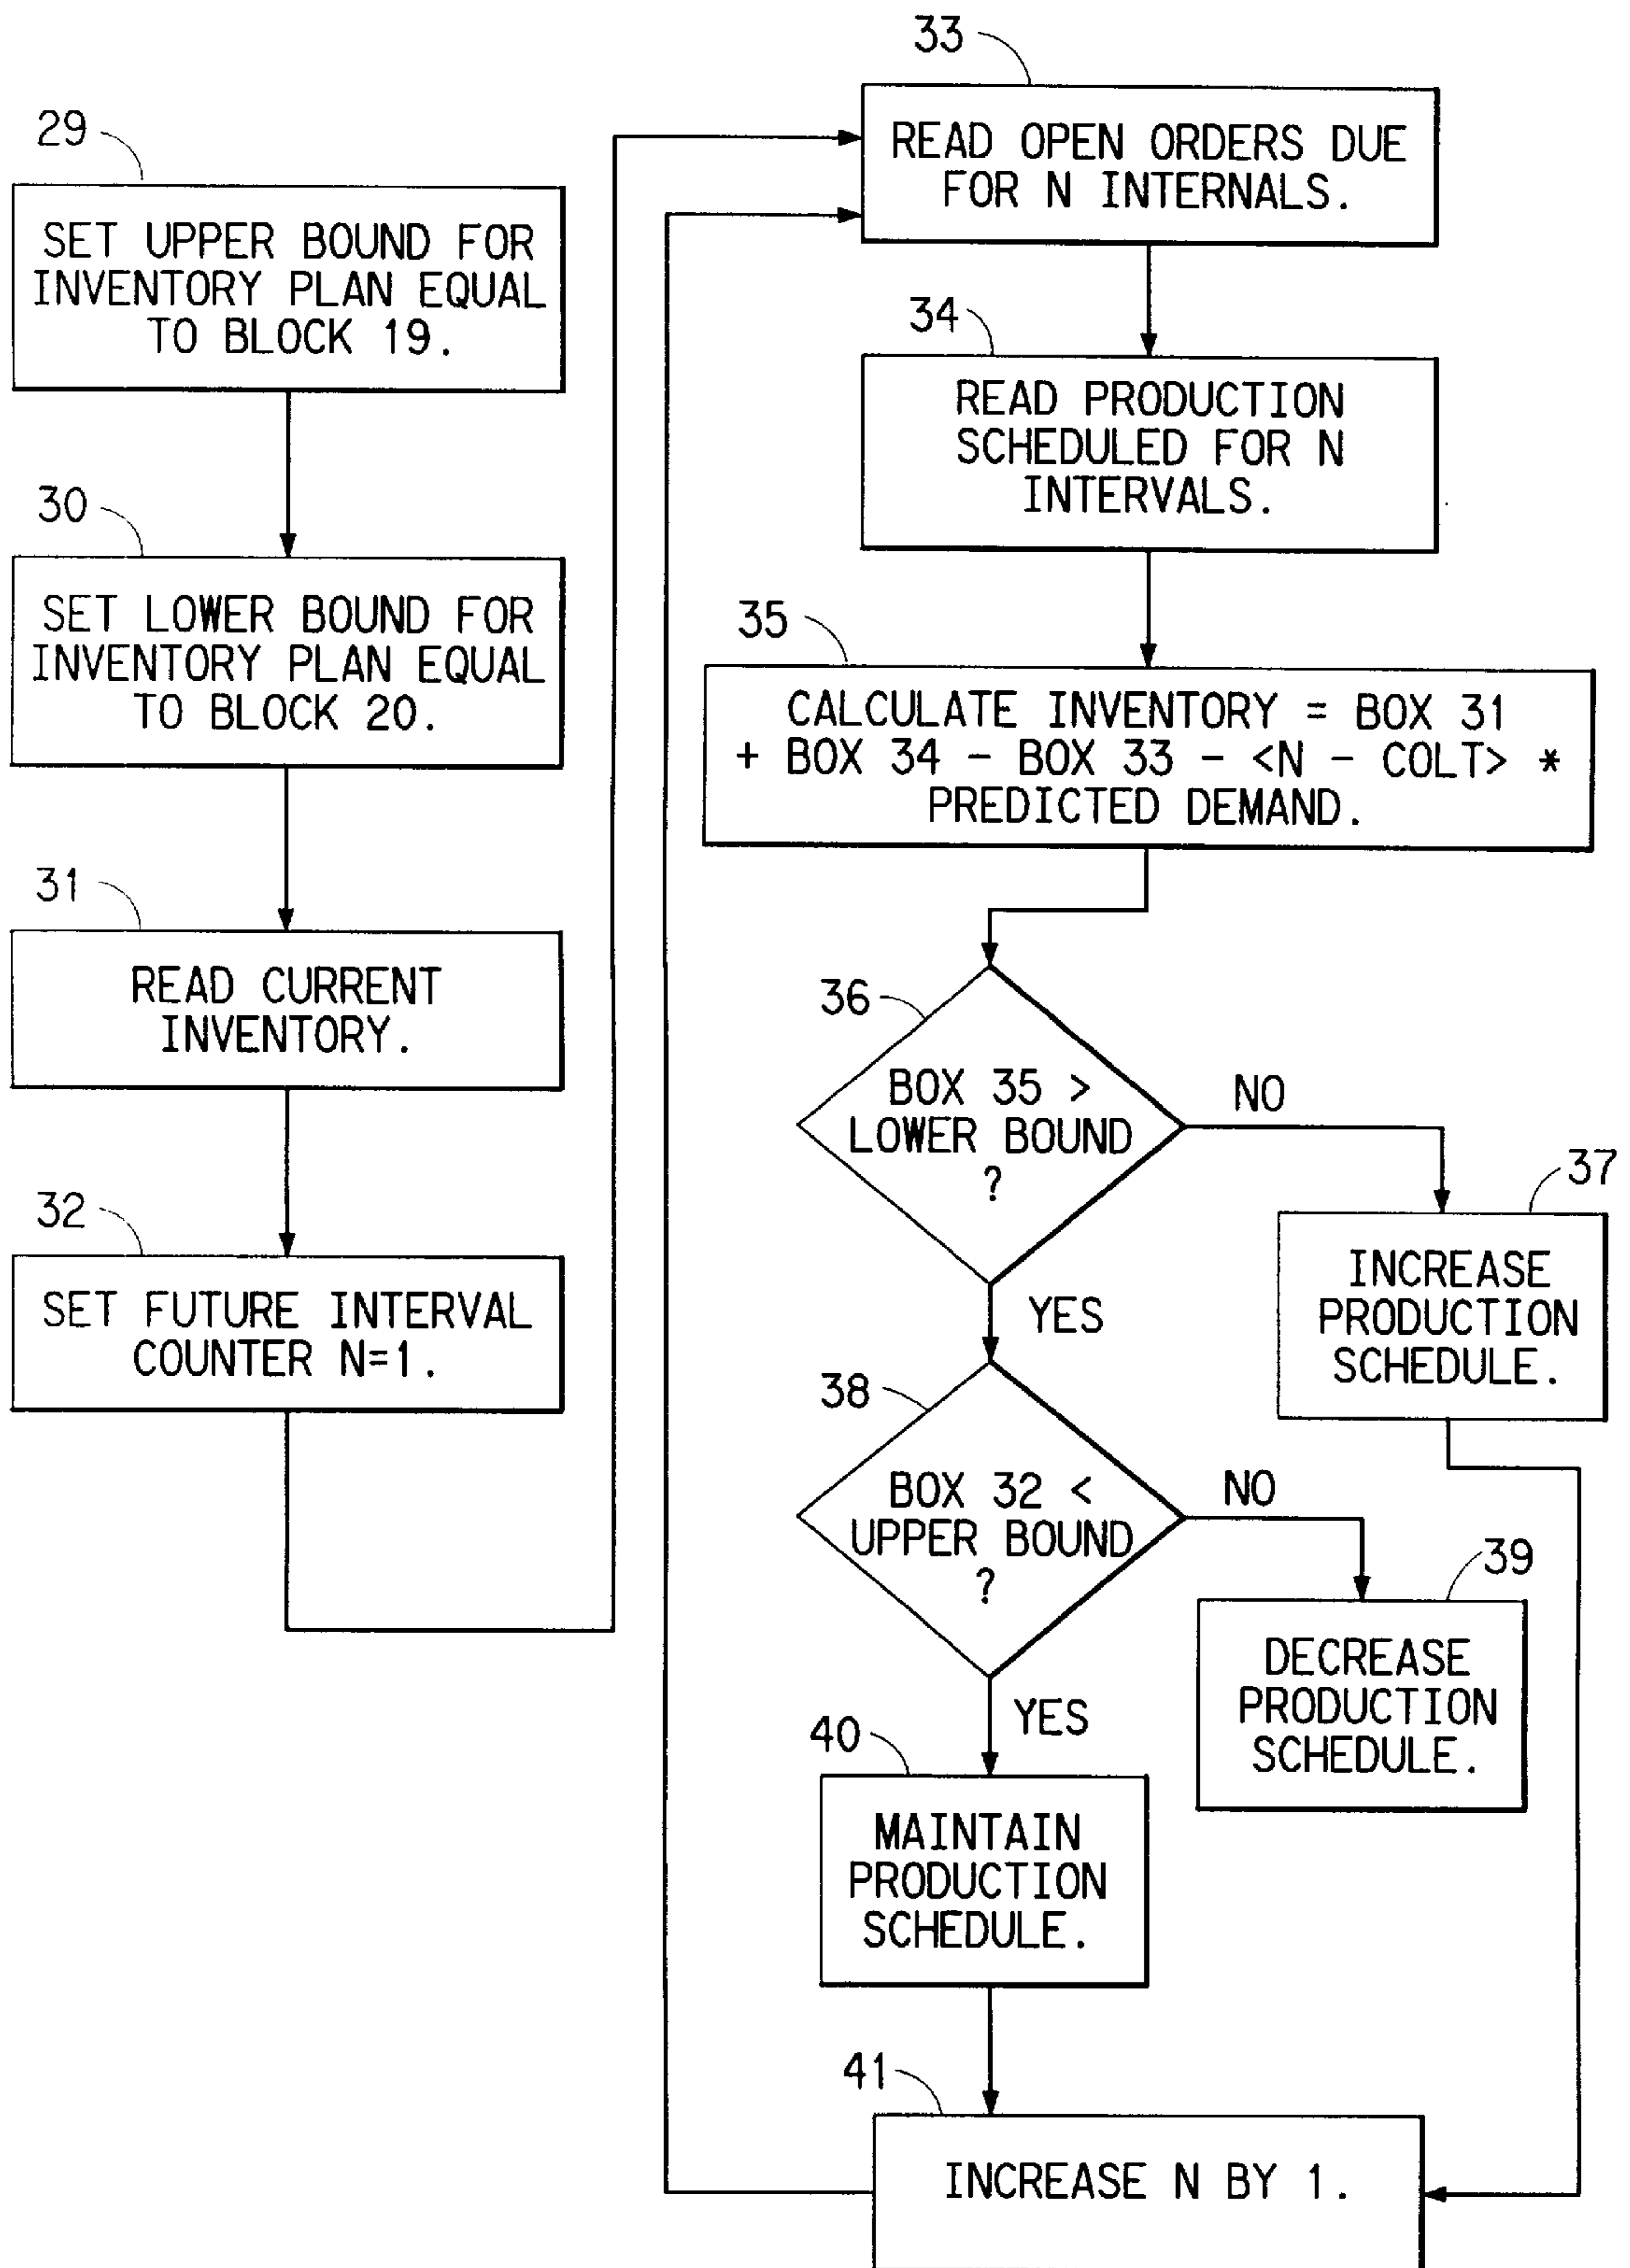 29
SET UPPER BOUND FOR
INVENTORY PLAN EQUAL
TO BLOCK 19.
30
SET LOWER BOUND FOR
INVENTORY PLAN EQUAL
TO BLOCK 20.
31
READ CURRENT
INVENTORY.
32
SET FUTURE INTERVAL
COUNTER N=1.
33
READ OPEN ORDERS DUE
FOR N INTERNALS.
34
READ PRODUCTION
SCHEDULED FOR N
INTERVALS.
35
CALCULATE INVENTORY = BOX 31
+ BOX 34 - BOX 33 - <N - COLT> *
PREDICTED DEMAND.
36
BOX 35 >
LOWER BOUND
?
NO
YES
37
INCREASE
PRODUCTION
SCHEDULE.
38
BOX 32 <
UPPER BOUND
?
NO
YES
39
DECREASE
PRODUCTION
SCHEDULE.
40
MAINTAIN
PRODUCTION
SCHEDULE.
41
INCREASE N BY 1.